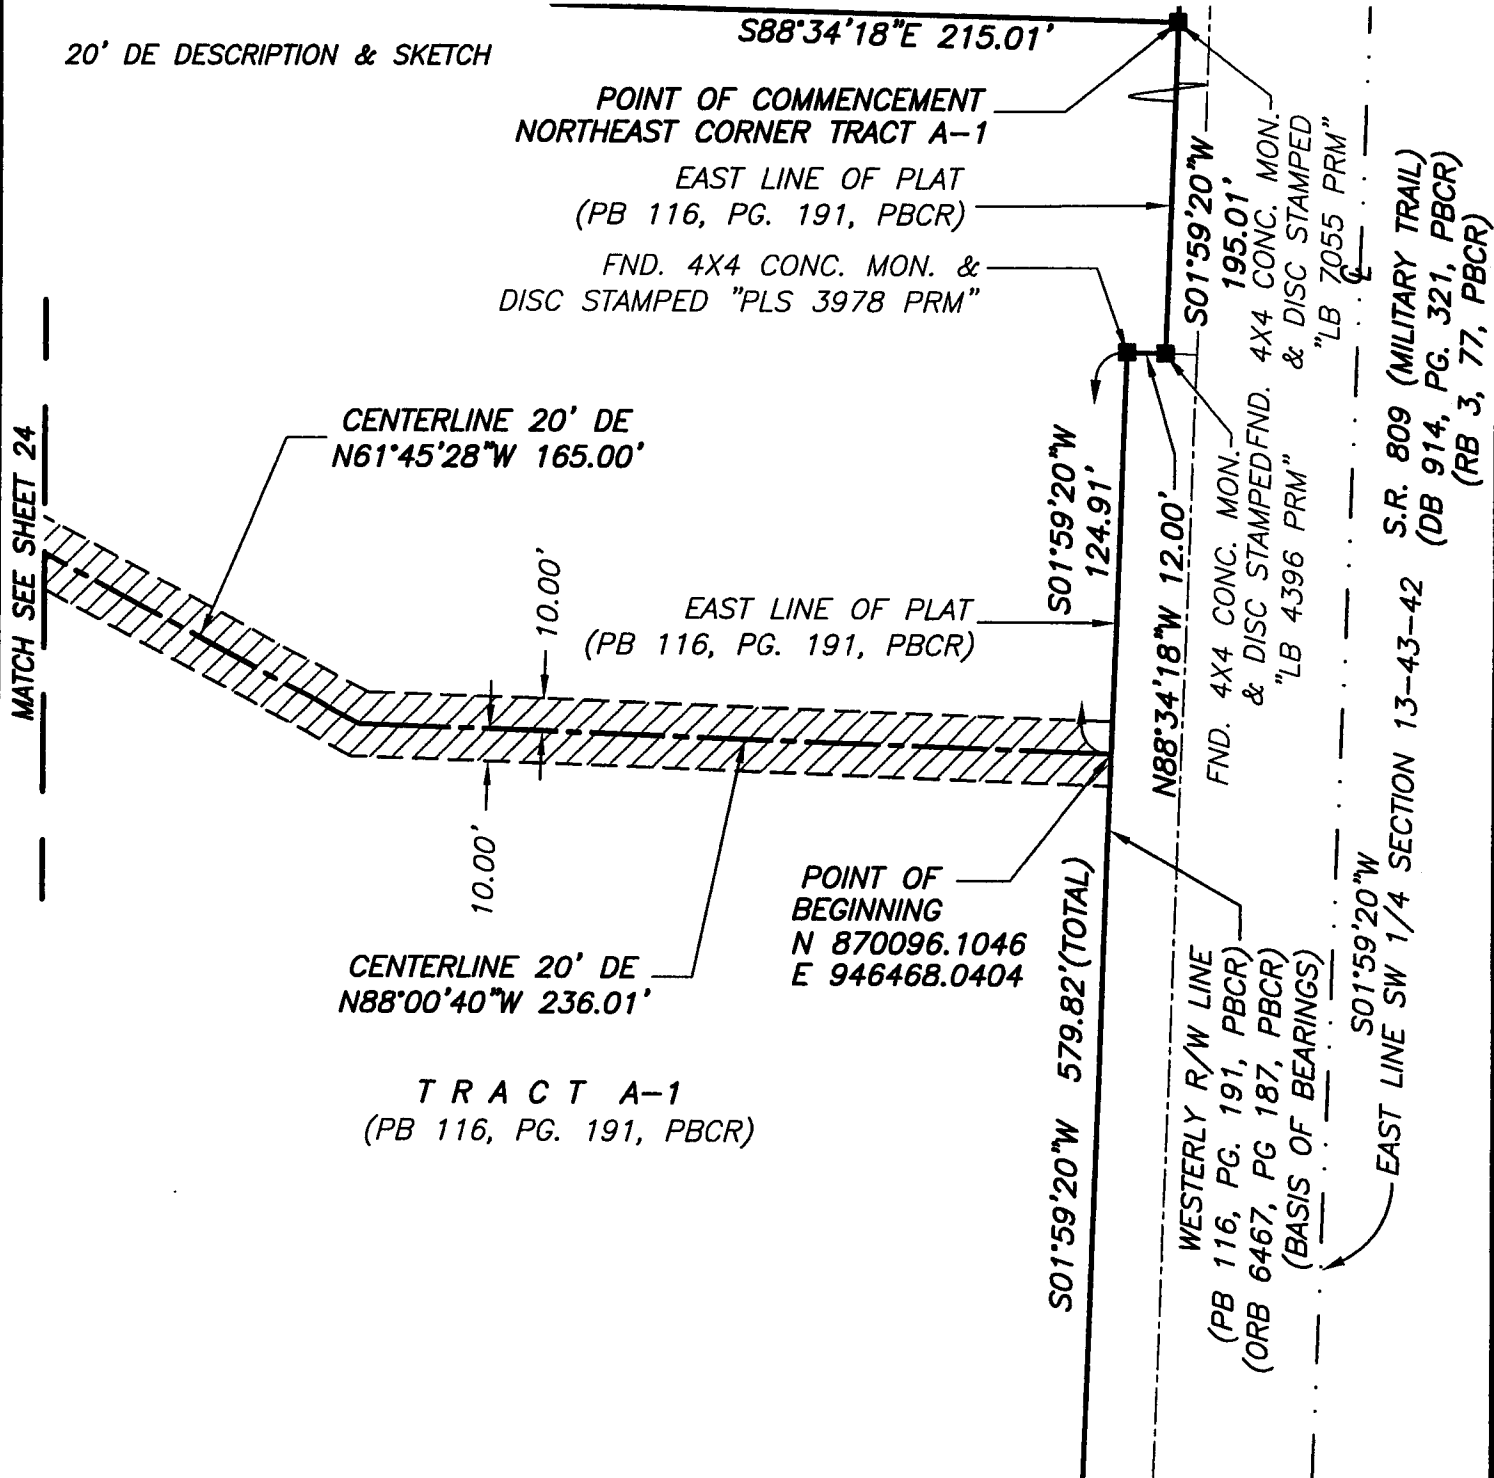 20' DE DESCRIPTION & SKETCH
S88°34'18"E 215.01'
POINT OF COMMENCEMENT
NORTHEAST CORNER TRACT A-1
EAST LINE OF PLAT
(PB 116, PG. 191, PBCR)
FND. 4X4 CONC. MON. &
DISC STAMPED "PLS 3978 PRM"
S01°59'20"W
195.01'
FND. 4X4 CONC. MON.
& DISC STAMPED
"LB 7055 PRM"
℄
S.R. 809 (MILITARY TRAIL)
(DB 914, PG. 321, PBCR)
(RB 3, 77, PBCR)
MATCH SEE SHEET 24
CENTERLINE 20' DE
N61°45'28"W 165.00'
10.00'
S01°59'20"W
124.91'
N88°34'18"W 12.00'
FND. 4X4 CONC. MON.
& DISC STAMPED
"LB 4396 PRM"
EAST LINE OF PLAT
(PB 116, PG. 191, PBCR)
10.00'
POINT OF
BEGINNING
N 870096.1046
E 946468.0404
CENTERLINE 20' DE
N88°00'40"W 236.01'
T R A C T A-1
(PB 116, PG. 191, PBCR)
S01°59'20"W 579.82'(TOTAL)
WESTERLY R/W LINE
(PB 116, PG. 191, PBCR)
(ORB 6467, PG 187, PBCR)
(BASIS OF BEARINGS)
S01°59'20"W
EAST LINE SW 1/4 SECTION 13-43-42